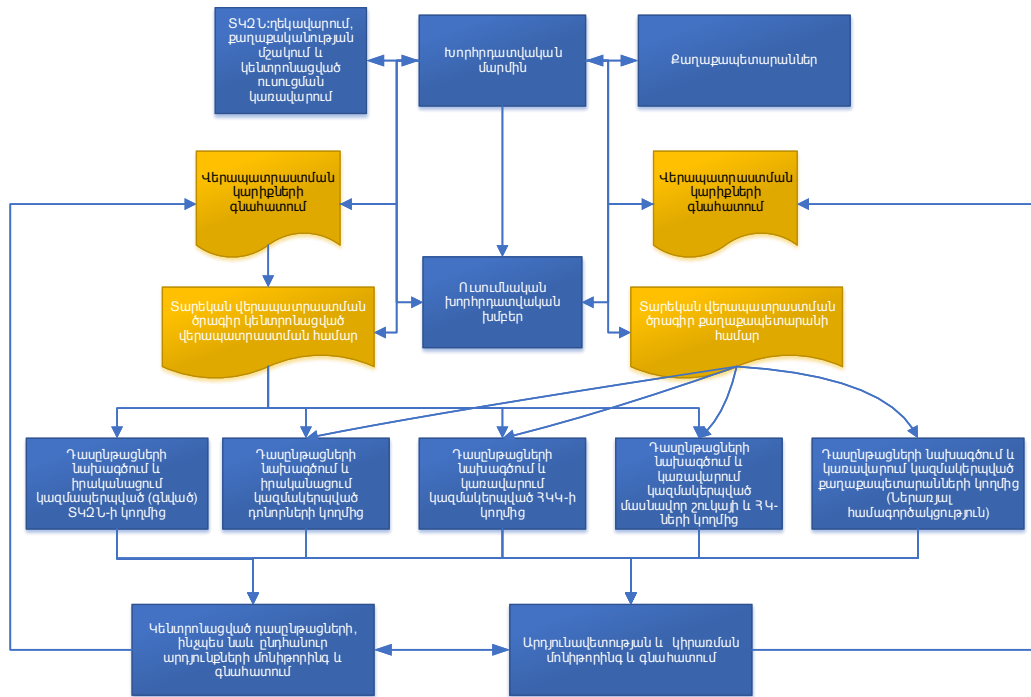 ՏԿԶՆ:ղեկավարում,
քաղաքականության
մշակում և
կենտրոնացված
ուսուցման
կառավարում
Խորհրդատվական
մարմին
Քաղաքապետարաններ
Վերապատրաստման
կարիքների
գնահատում
Վերապատրաստման
կարիքների
գնահատում
Ուսումնական
խորհրդատվական
խմբեր
Տարեկան վերապատրաստման
ծրագիր կենտրոնացված
վերապատրաստման համար
Տարեկան վերապատրաստման
ծրագիր քաղաքապետարանի
համար
Դասընթացների
նախագծում և
իրականացում
կազմապերպված (գնված)
ՏԿԶՆ-ի կողմից
Դասընթացների
նախագծում և
իրականացում
կազմակերպված
դոնորների կողմից
Դասընթացների
նախագծում և
կառավարում
կազմակերպված ՀԿԿ-ի
կողմից
Դասընթացների
նախագծում և
կառավարում
կազմակերպված
մասնավոր շուկայի և ՀԿ-
ների կողմից
Դասընթացների նախագծում և
կառավարում կազմակերպված
քաղաքապետարանների կողմից
(Ներառյալ
համագործակցություն)
Կենտրոնացված դասընթացների,
ինչպես նաև ընդհանուր
արդյունքների մոնիթորինգ և
գնահատում
Արդյունավետության և կիրառման
մոնիթորինգ և գնահատում